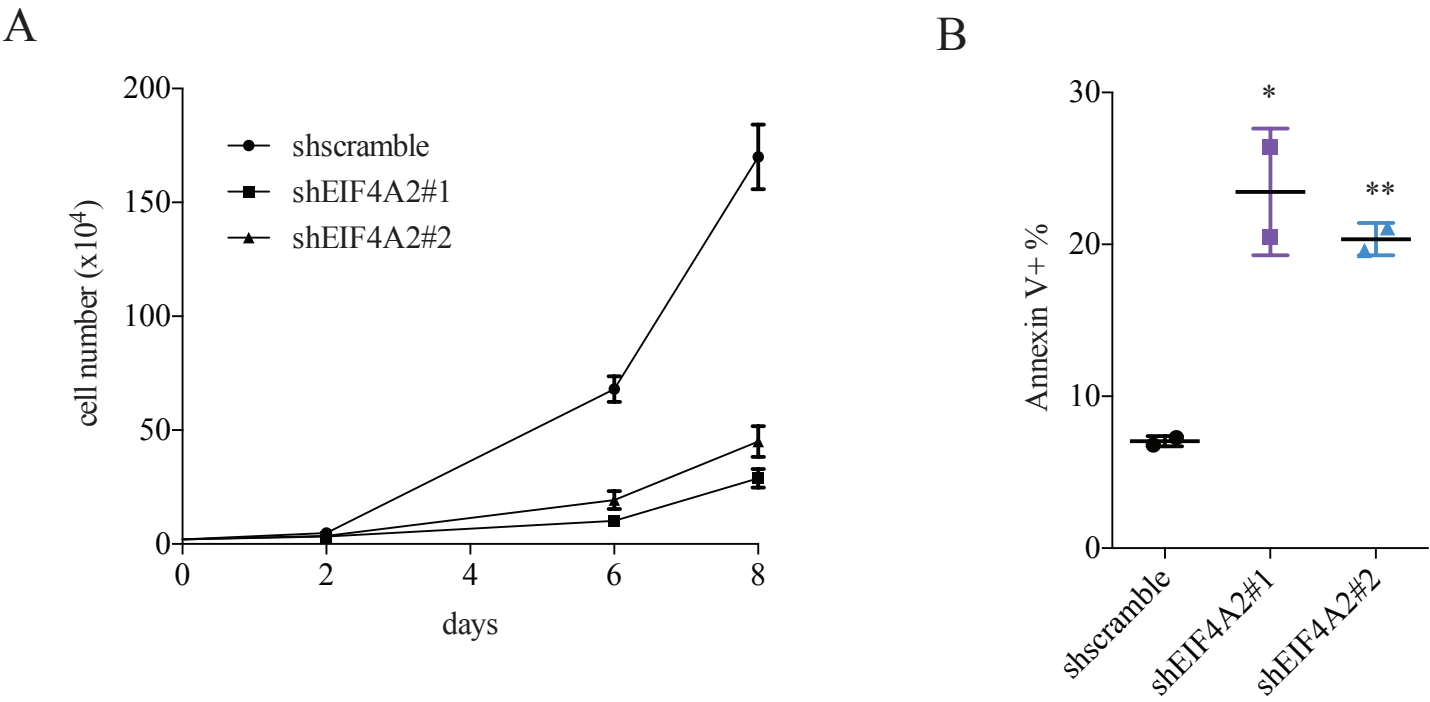 A
200
150
100
50
0
cell number (x10⁴)
shscramble
shEIF4A2#1
shEIF4A2#2
0 2 4 6 8
days
B
30
20
10
0
Annexin V+ %
*
**
shscramble
shEIF4A2#1
shEIF4A2#2